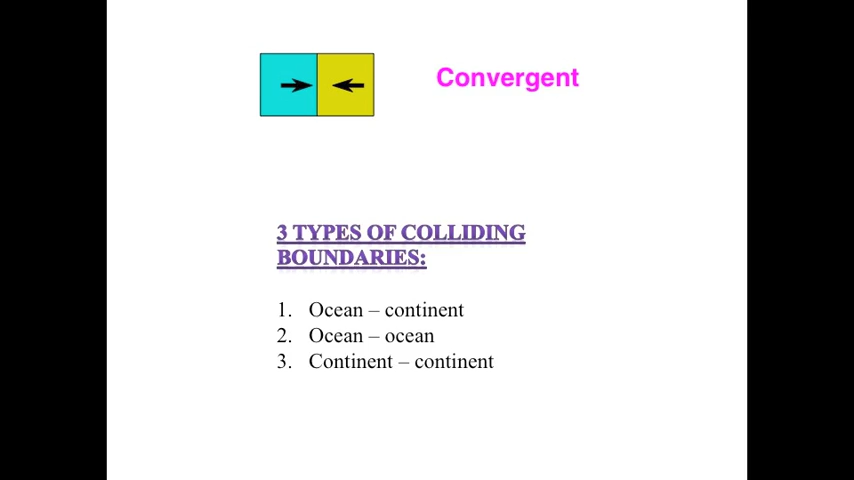 Convergent
3 TYPES OF COLLIDING
BOUNDARIES:
1. Ocean – continent
2. Ocean – ocean
3. Continent – continent